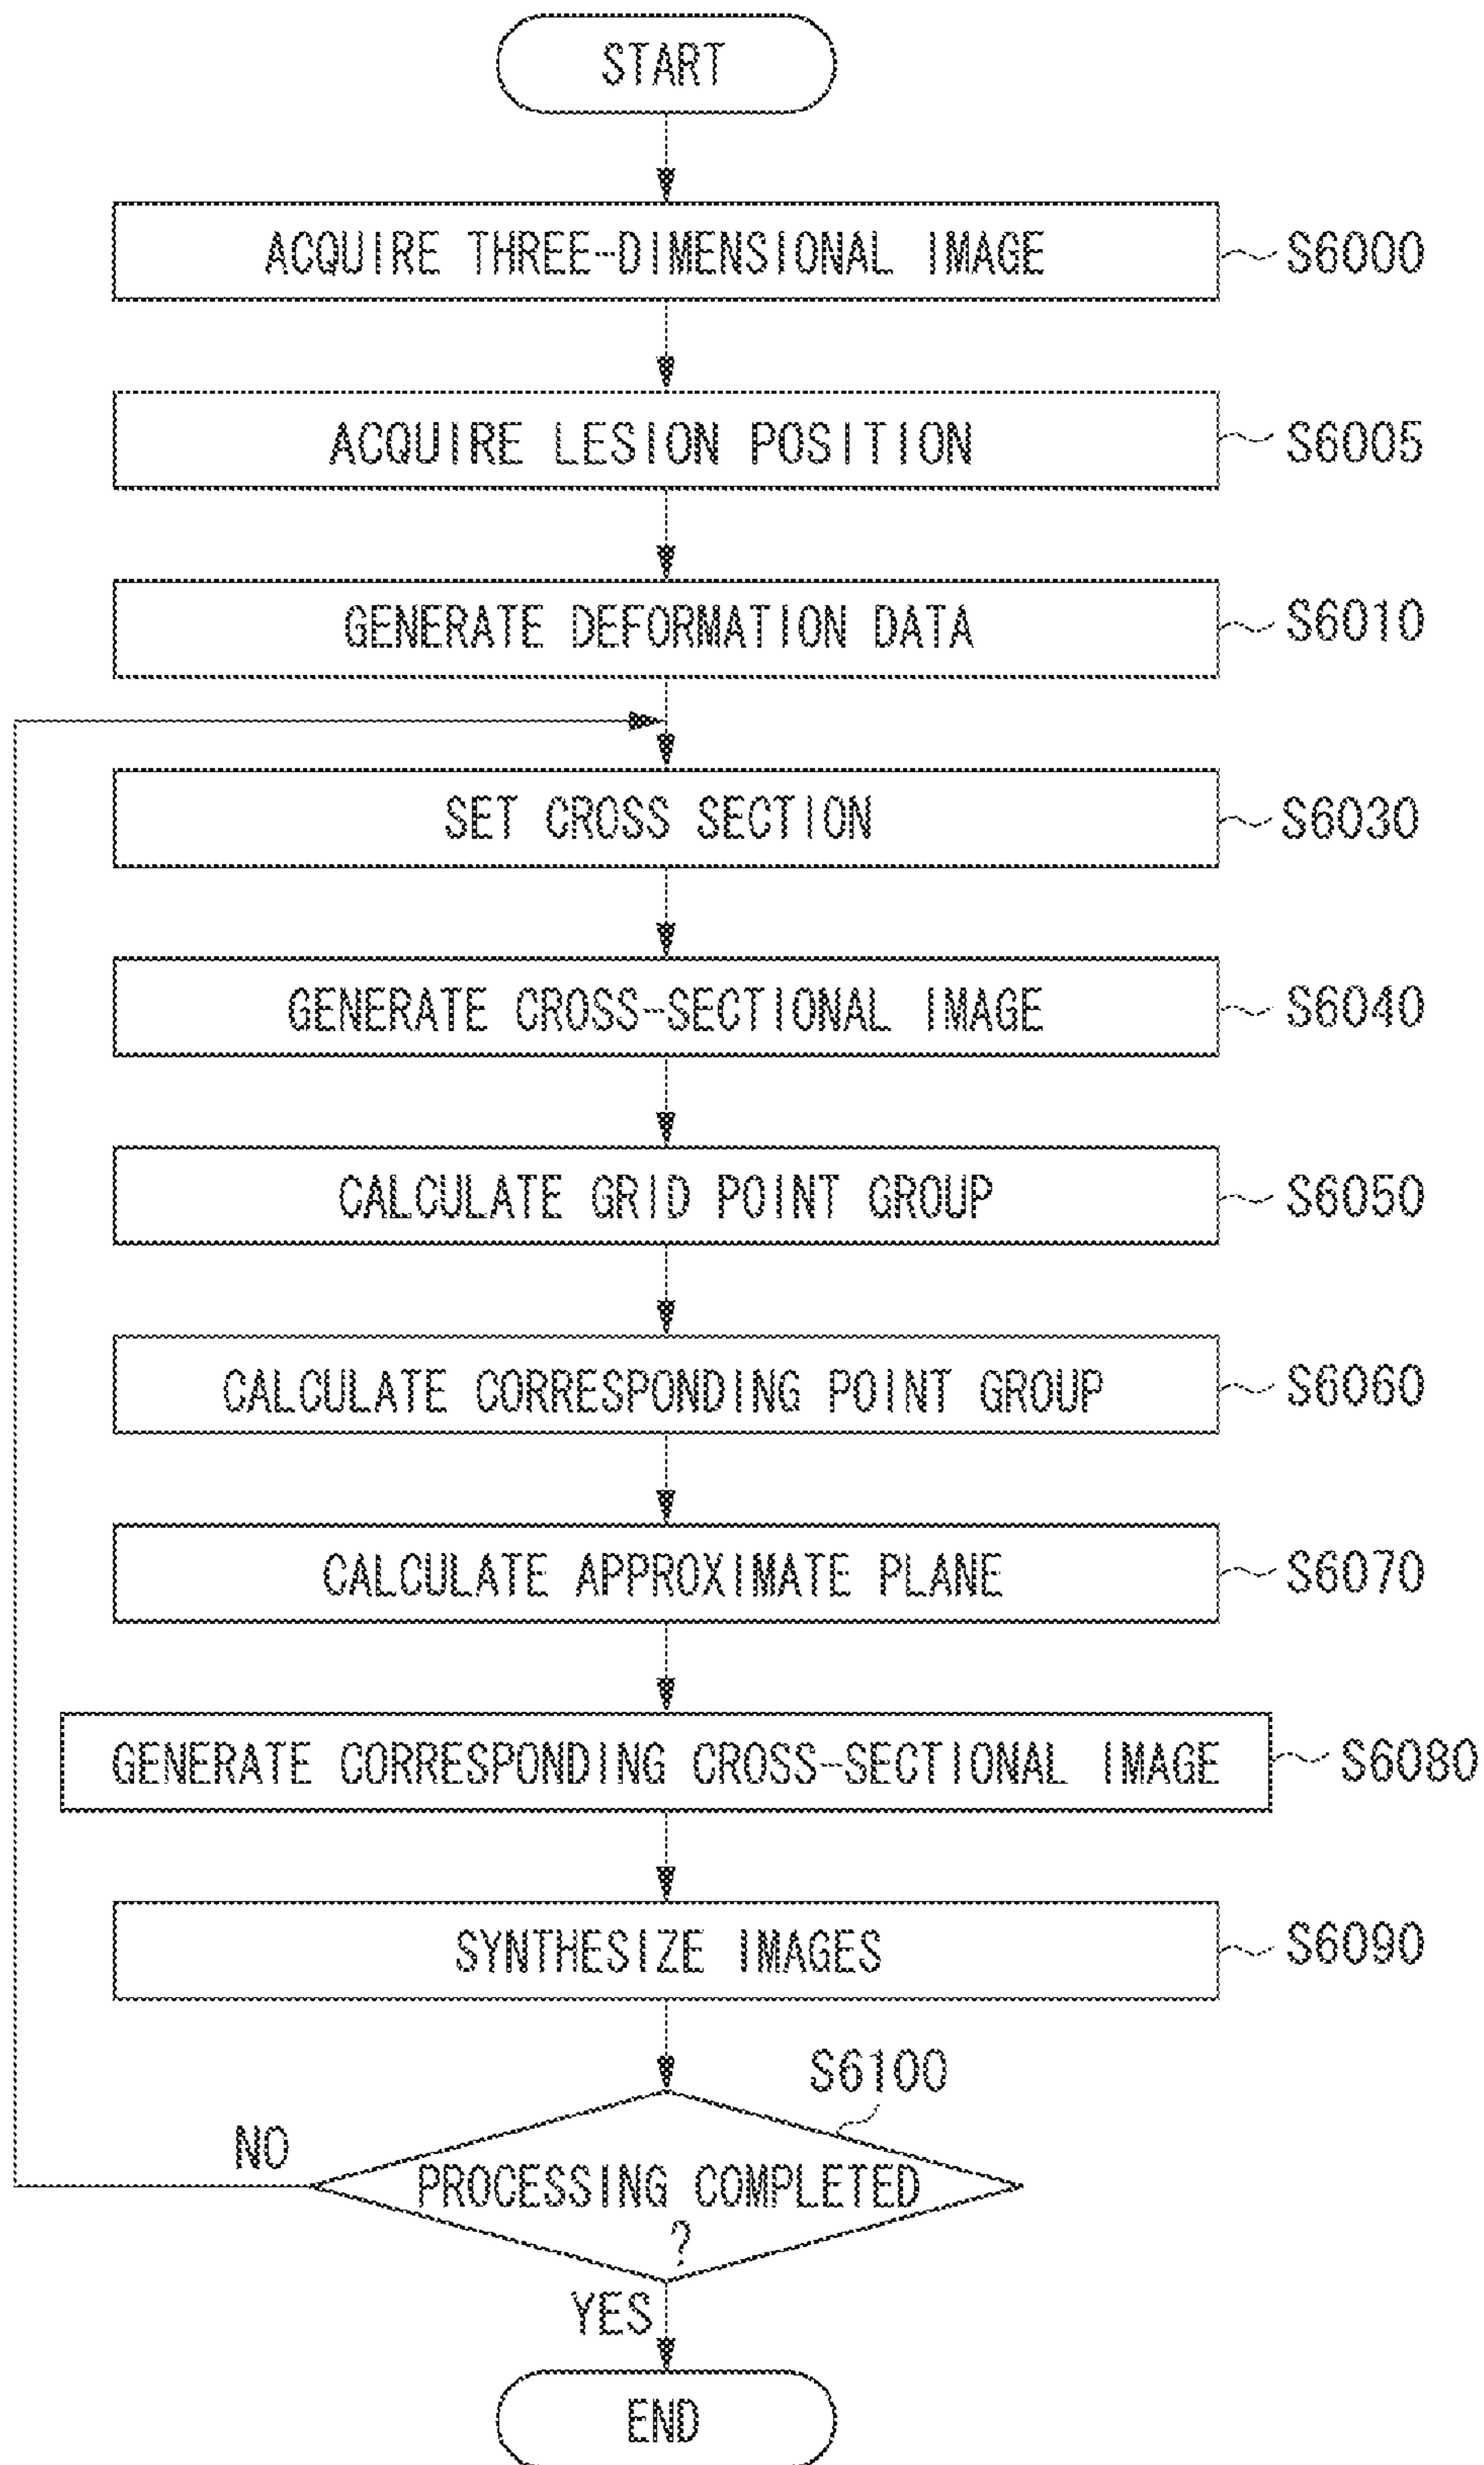 START
ACQUIRE THREE-DIMENSIONAL IMAGE
S6000
ACQUIRE LESION POSITION
S6005
GENERATE DEFORMATION DATA
S6010
SET CROSS SECTION
S6030
GENERATE CROSS-SECTIONAL IMAGE
S6040
CALCULATE GRID POINT GROUP
S6050
CALCULATE CORRESPONDING POINT GROUP
S6060
CALCULATE APPROXIMATE PLANE
S6070
GENERATE CORRESPONDING CROSS-SECTIONAL IMAGE
S6080
SYNTHESIZE IMAGES
S6090
S6100
NO
PROCESSING COMPLETED
?
YES
END